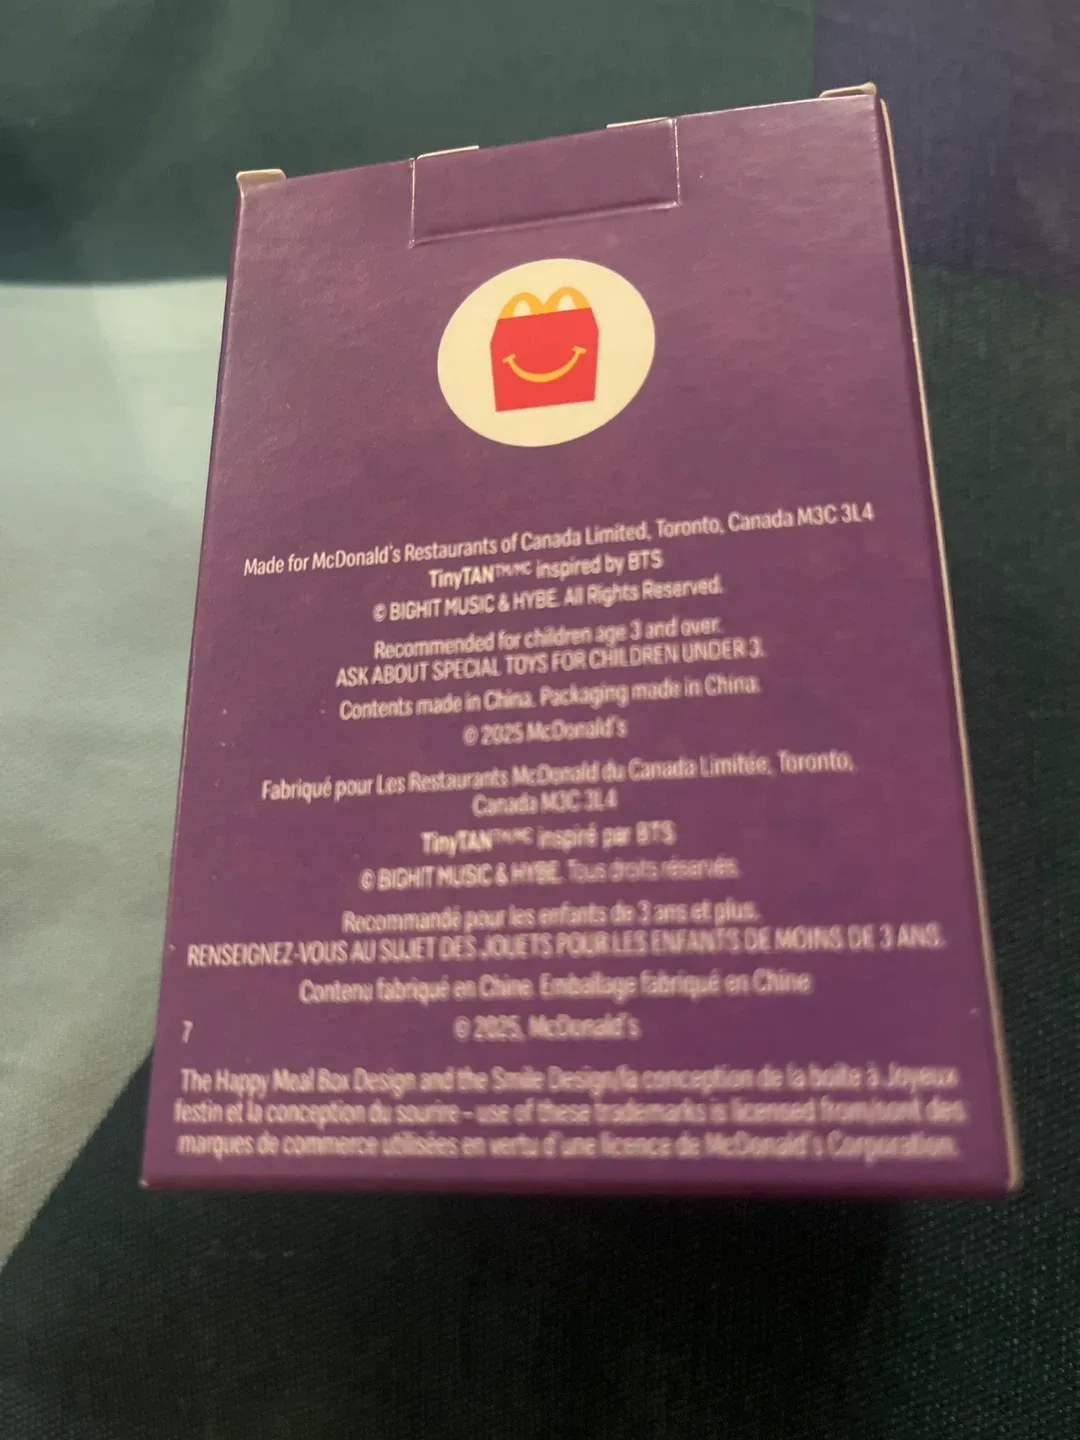 Made for McDonald's Restaurants of Canada Limited, Toronto, Canada M3C 3L4
TinyTAN™/MC inspired by BTS
© BIGHIT MUSIC & HYBE. All Rights Reserved.
Recommended for children age 3 and over.
ASK ABOUT SPECIAL TOYS FOR CHILDREN UNDER 3.
Contents made in China. Packaging made in China.
© 2025 McDonald's
Fabriqué pour Les Restaurants McDonald du Canada Limitée, Toronto,
Canada M3C 3L4
TinyTAN™/MC inspiré par BTS
© BIGHIT MUSIC & HYBE. Tous droits réservés.
Recommandé pour les enfants de 3 ans et plus.
RENSEIGNEZ-VOUS AU SUJET DES JOUETS POUR LES ENFANTS DE MOINS DE 3 ANS.
Contenu fabriqué en Chine. Emballage fabriqué en Chine
© 2025, McDonald's
7
The Happy Meal Box Design and the Smile Design/la conception de la boîte à Joyeux
festin et la conception du sourire – use of these trademarks is licensed from/sont des
marques de commerce utilisées en vertu d'une licence de McDonald's Corporation.